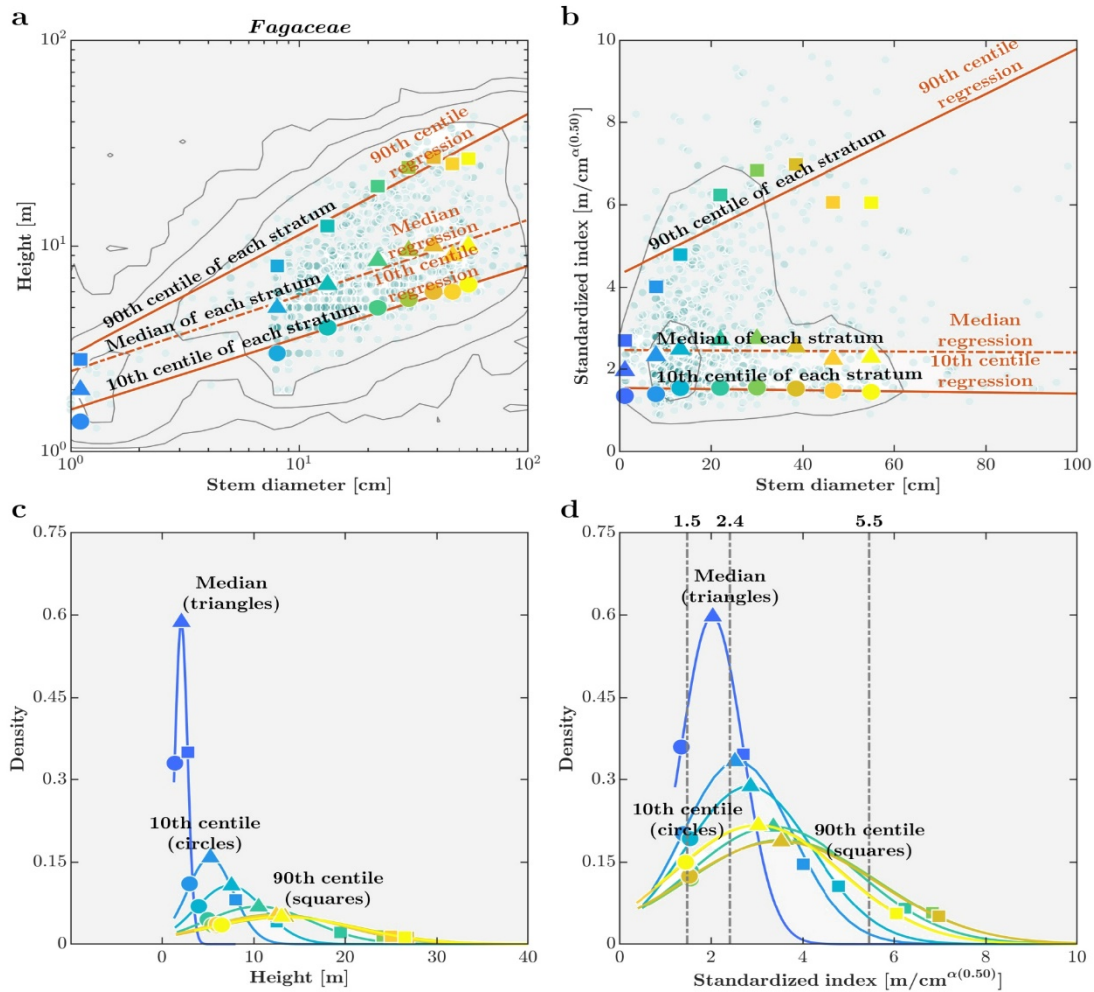 a
Fagaceae
10²
10¹
10⁰
Height [m]
90th centile regression
90th centile of each stratum
Median regression
Median of each stratum
10th centile regression
10th centile of each stratum
10⁰
10¹
10²
Stem diameter [cm]
b
10
8
6
4
2
0
Standardized index [m/cm^α(0.50)]
90th centile
regression
90th centile of each stratum
Median of each stratum
Median
regression
10th centile of each stratum
10th centile
regression
0
20
40
60
80
100
Stem diameter [cm]
c
0.75
0.6
0.45
0.3
0.15
0
Density
Median
(triangles)
10th centile
(circles)
90th centile
(squares)
0
10
20
30
40
Height [m]
d
1.5
2.4
5.5
0.75
0.6
0.45
0.3
0.15
0
Density
Median
(triangles)
10th centile
(circles)
90th centile
(squares)
0
2
4
6
8
10
Standardized index [m/cm^α(0.50)]